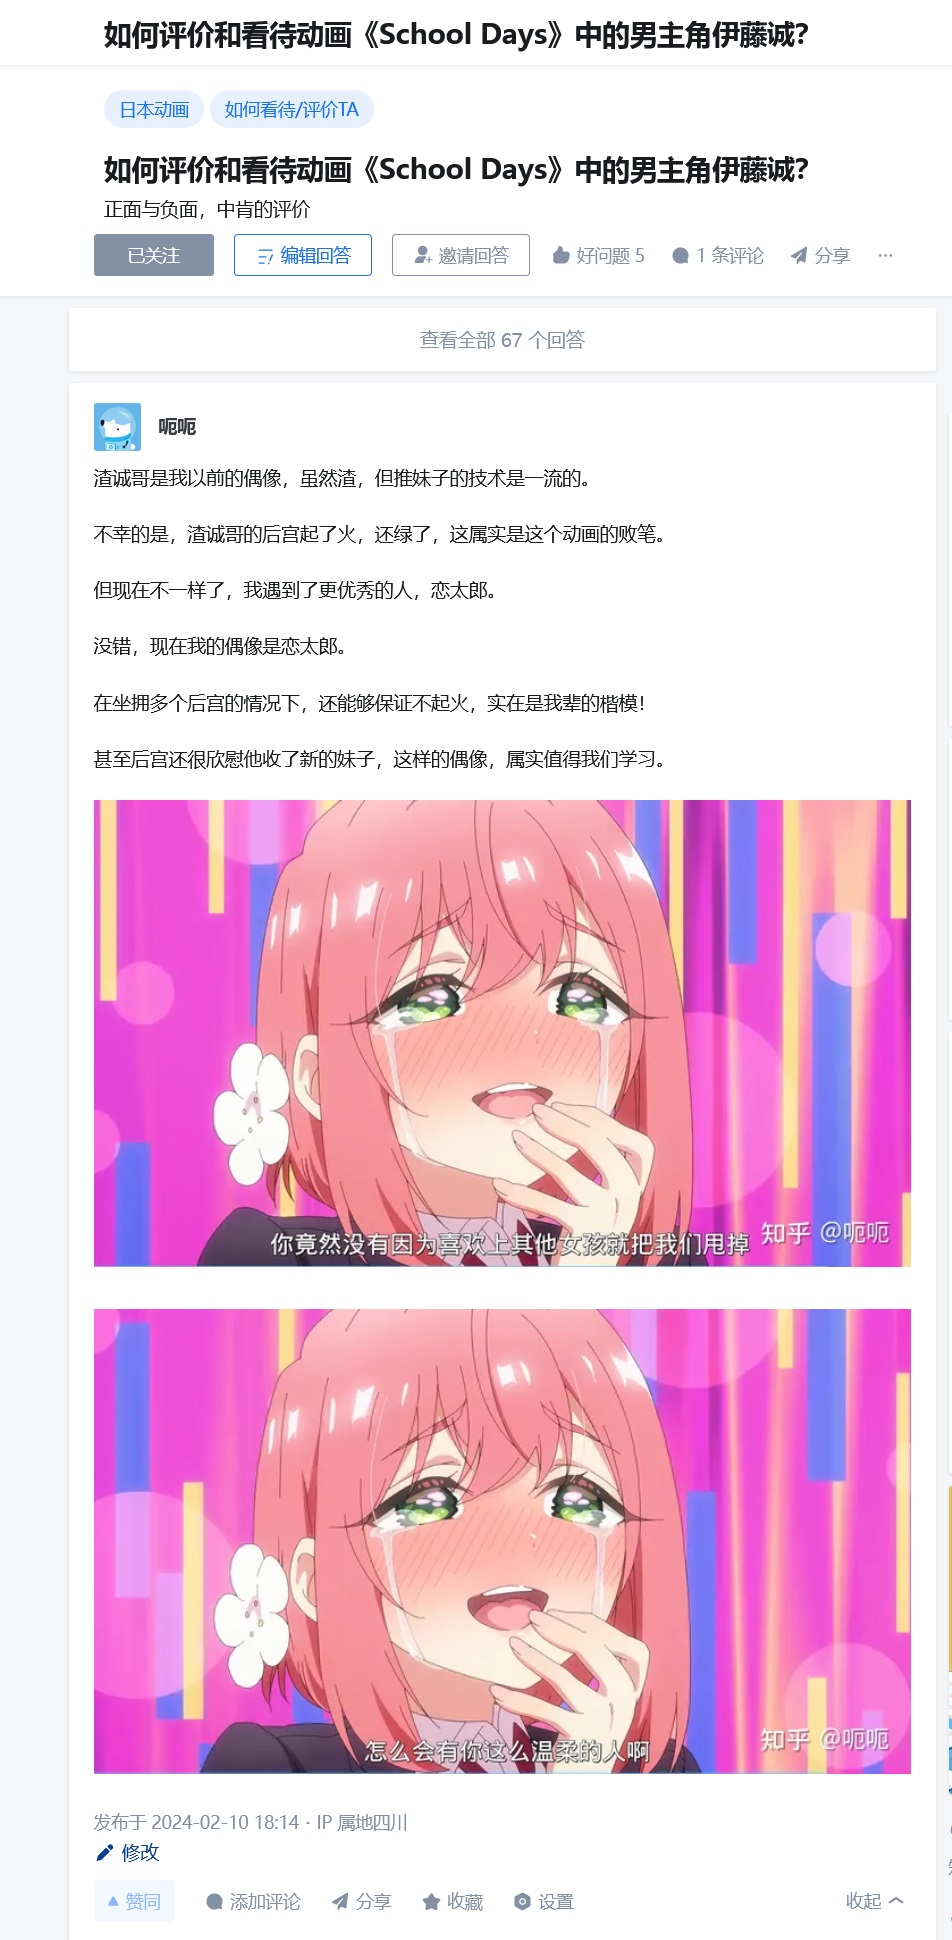 如何评价和看待动画《School Days》中的男主角伊藤诚？
日本动画 如何看待/评价TA
如何评价和看待动画《School Days》中的男主角伊藤诚？
正面与负面，中肯的评价
已关注 编辑回答 邀请回答 好问题 5 1 条评论 分享 ···
查看全部 67 个回答
呃呃
渣诚哥是我以前的偶像，虽然渣，但推妹子的技术是一流的。
不幸的是，渣诚哥的后宫起了火，还绿了，这属实是这个动画的败笔。
但现在不一样了，我遇到了更优秀的人，恋太郎。
没错，现在我的偶像是恋太郎。
在坐拥多个后宫的情况下，还能够保证不起火，实在是我辈的楷模！
甚至后宫还很欣慰他收了新的妹子，这样的偶像，属实值得我们学习。
你竟然没有因为喜欢上其他女孩就把我们甩掉
知乎 @呃呃
怎么会有你这么温柔的人啊
知乎 @呃呃
发布于 2024-02-10 18:14 · IP 属地四川
修改
赞同 添加评论 分享 收藏 设置 收起